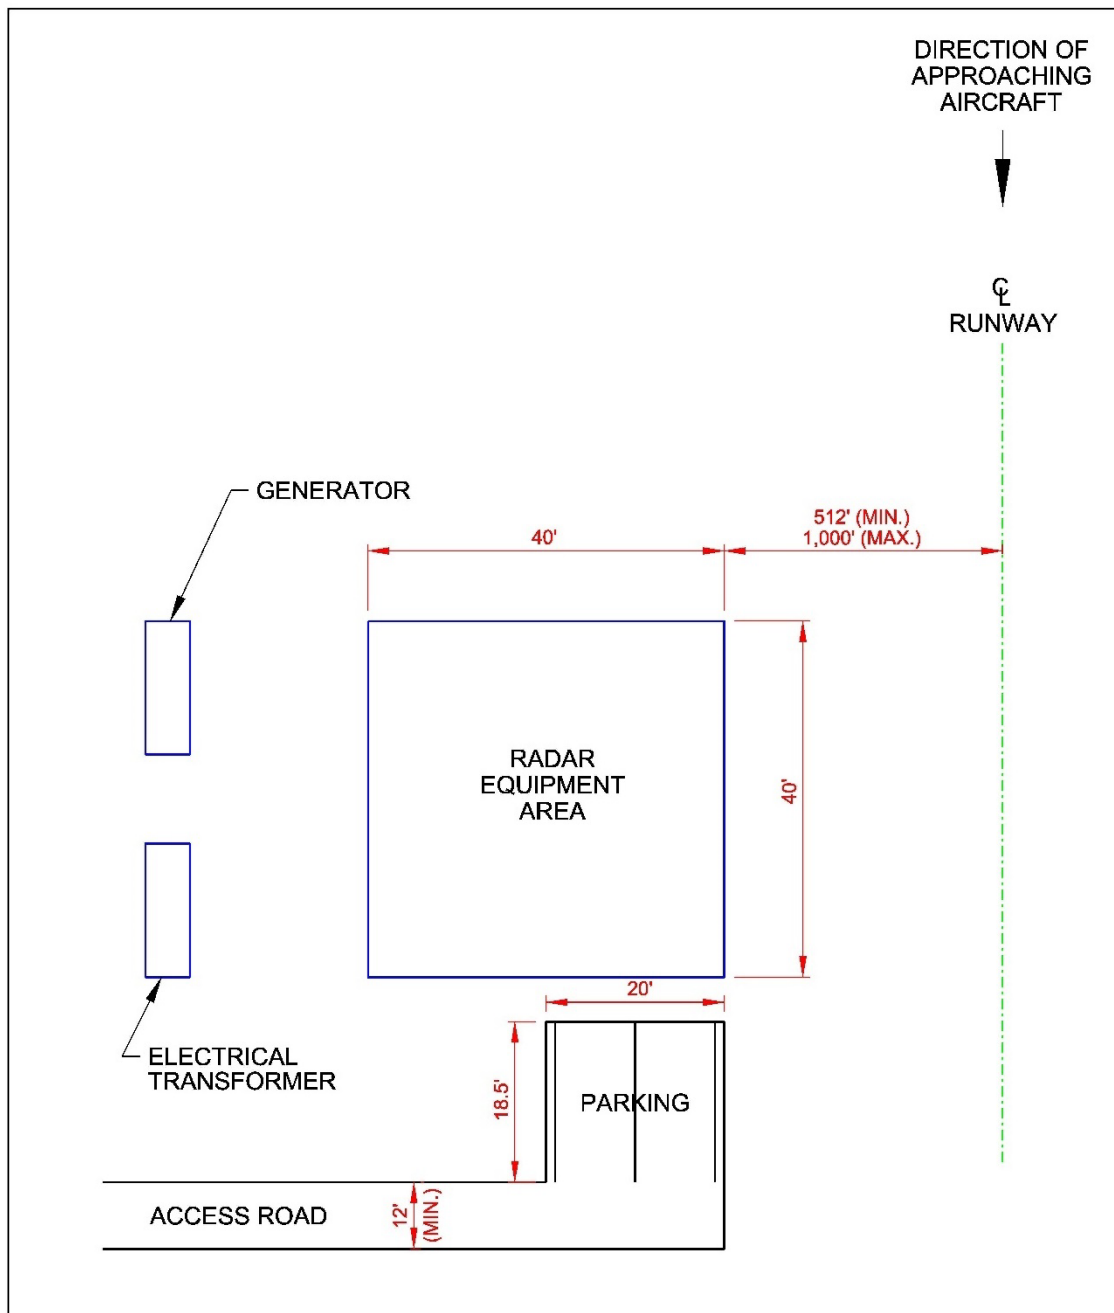 DIRECTION OF
APPROACHING
AIRCRAFT
℄
RUNWAY
GENERATOR
512' (MIN.)
1,000' (MAX.)
40'
RADAR
EQUIPMENT
AREA
40'
20'
ELECTRICAL
TRANSFORMER
18.5'
PARKING
ACCESS ROAD
12'
(MIN.)